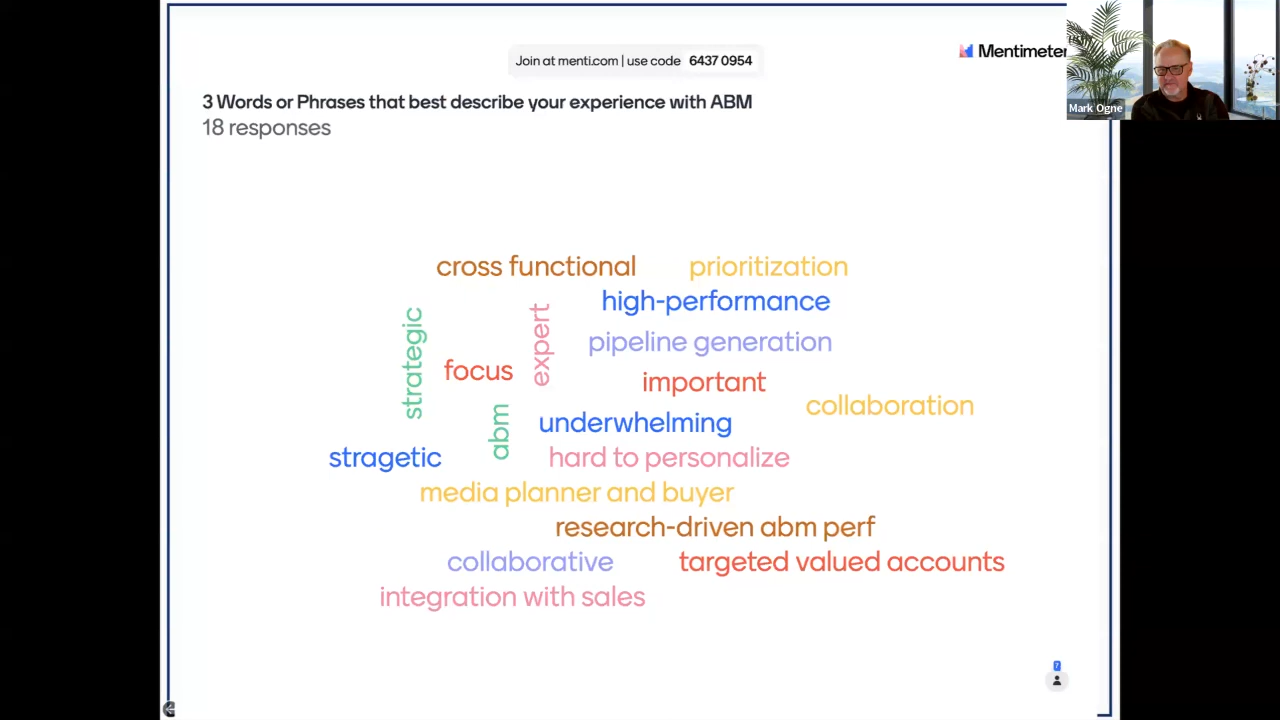 Join at menti.com | use code 6437 0954
Mentimeter
Mark Ogne
3 Words or Phrases that best describe your experience with ABM
18 responses
cross functional
prioritization
high-performance
strategic
expert
pipeline generation
focus
important
collaboration
abm
underwhelming
stragetic
hard to personalize
media planner and buyer
research-driven abm perf
collaborative
targeted valued accounts
integration with sales
7